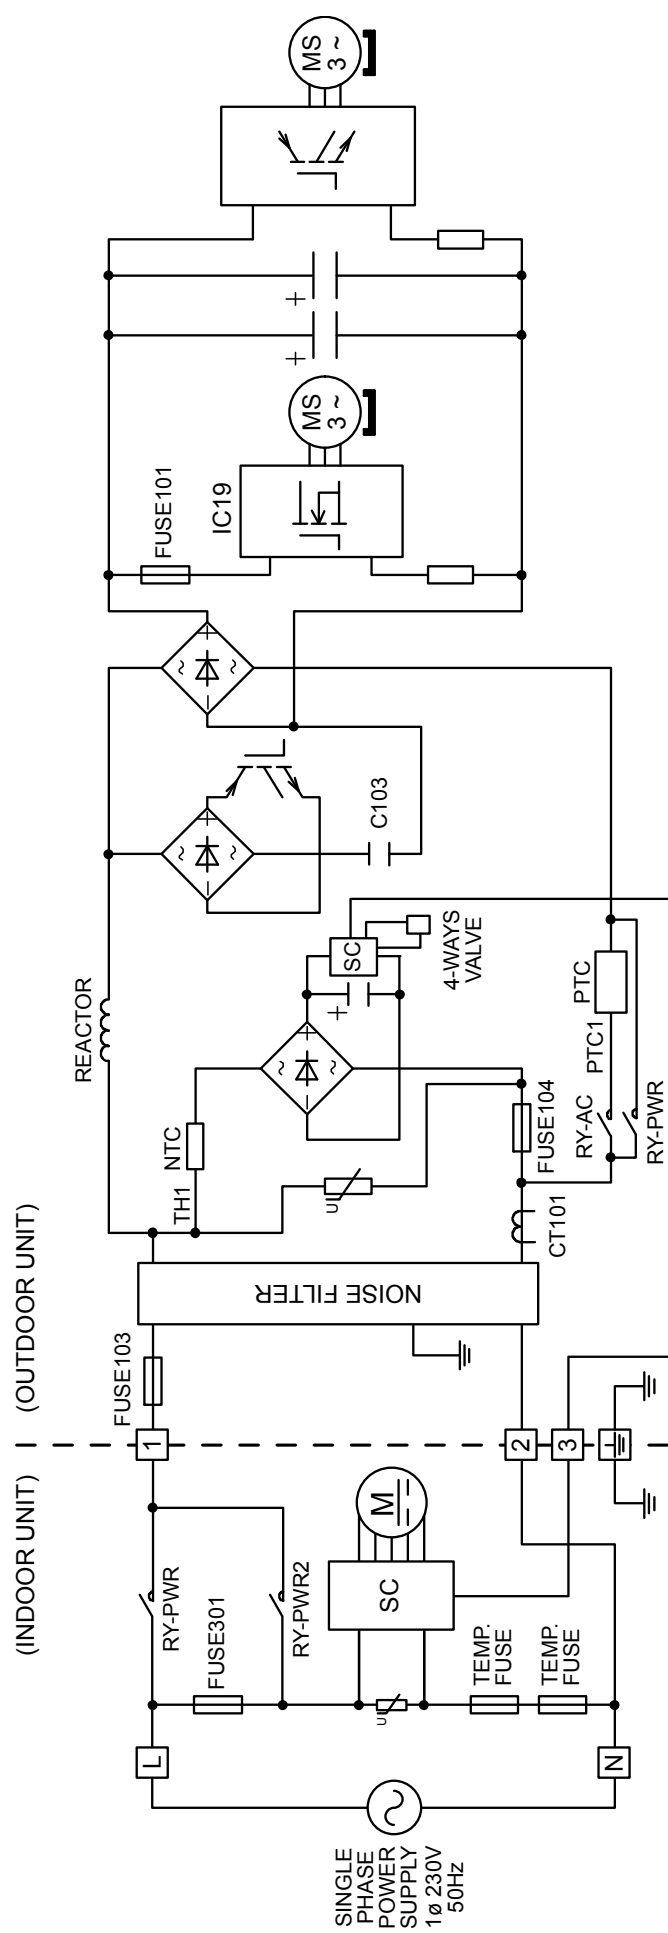 (INDOOR UNIT)
(OUTDOOR UNIT)
SINGLE
PHASE
POWER
SUPPLY
1ø 230V
50Hz
~
L
N
RY-PWR
FUSE301
RY-PWR2
U
SC
M
TEMP.
FUSE
TEMP.
FUSE
1
2
3
FUSE103
NOISE FILTER
CT101
TH1
NTC
U
REACTOR
FUSE104
~
+
~
+
SC
4-WAYS
VALVE
RY-AC
RY-PWR
PTC1
PTC
~
+
~
C103
~
+
~
FUSE101
IC19
MS
3 ~
+
+
MS
3 ~